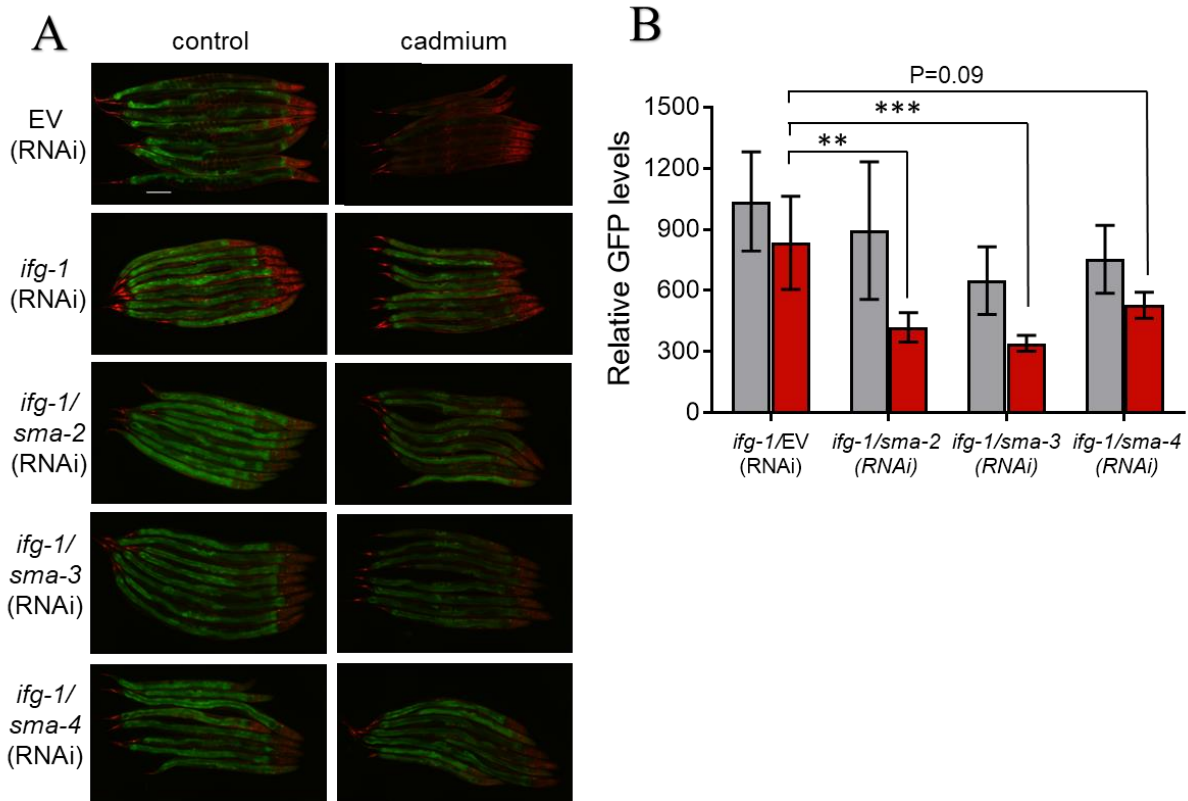 A
control
cadmium
EV
(RNAi)
ifg-1
(RNAi)
ifg-1/
sma-2
(RNAi)
ifg-1/
sma-3
(RNAi)
ifg-1/
sma-4
(RNAi)
B
P=0.09
***
**
Relative GFP levels
1500
1200
900
600
300
0
ifg-1/EV
(RNAi)
ifg-1/sma-2
(RNAi)
ifg-1/sma-3
(RNAi)
ifg-1/sma-4
(RNAi)